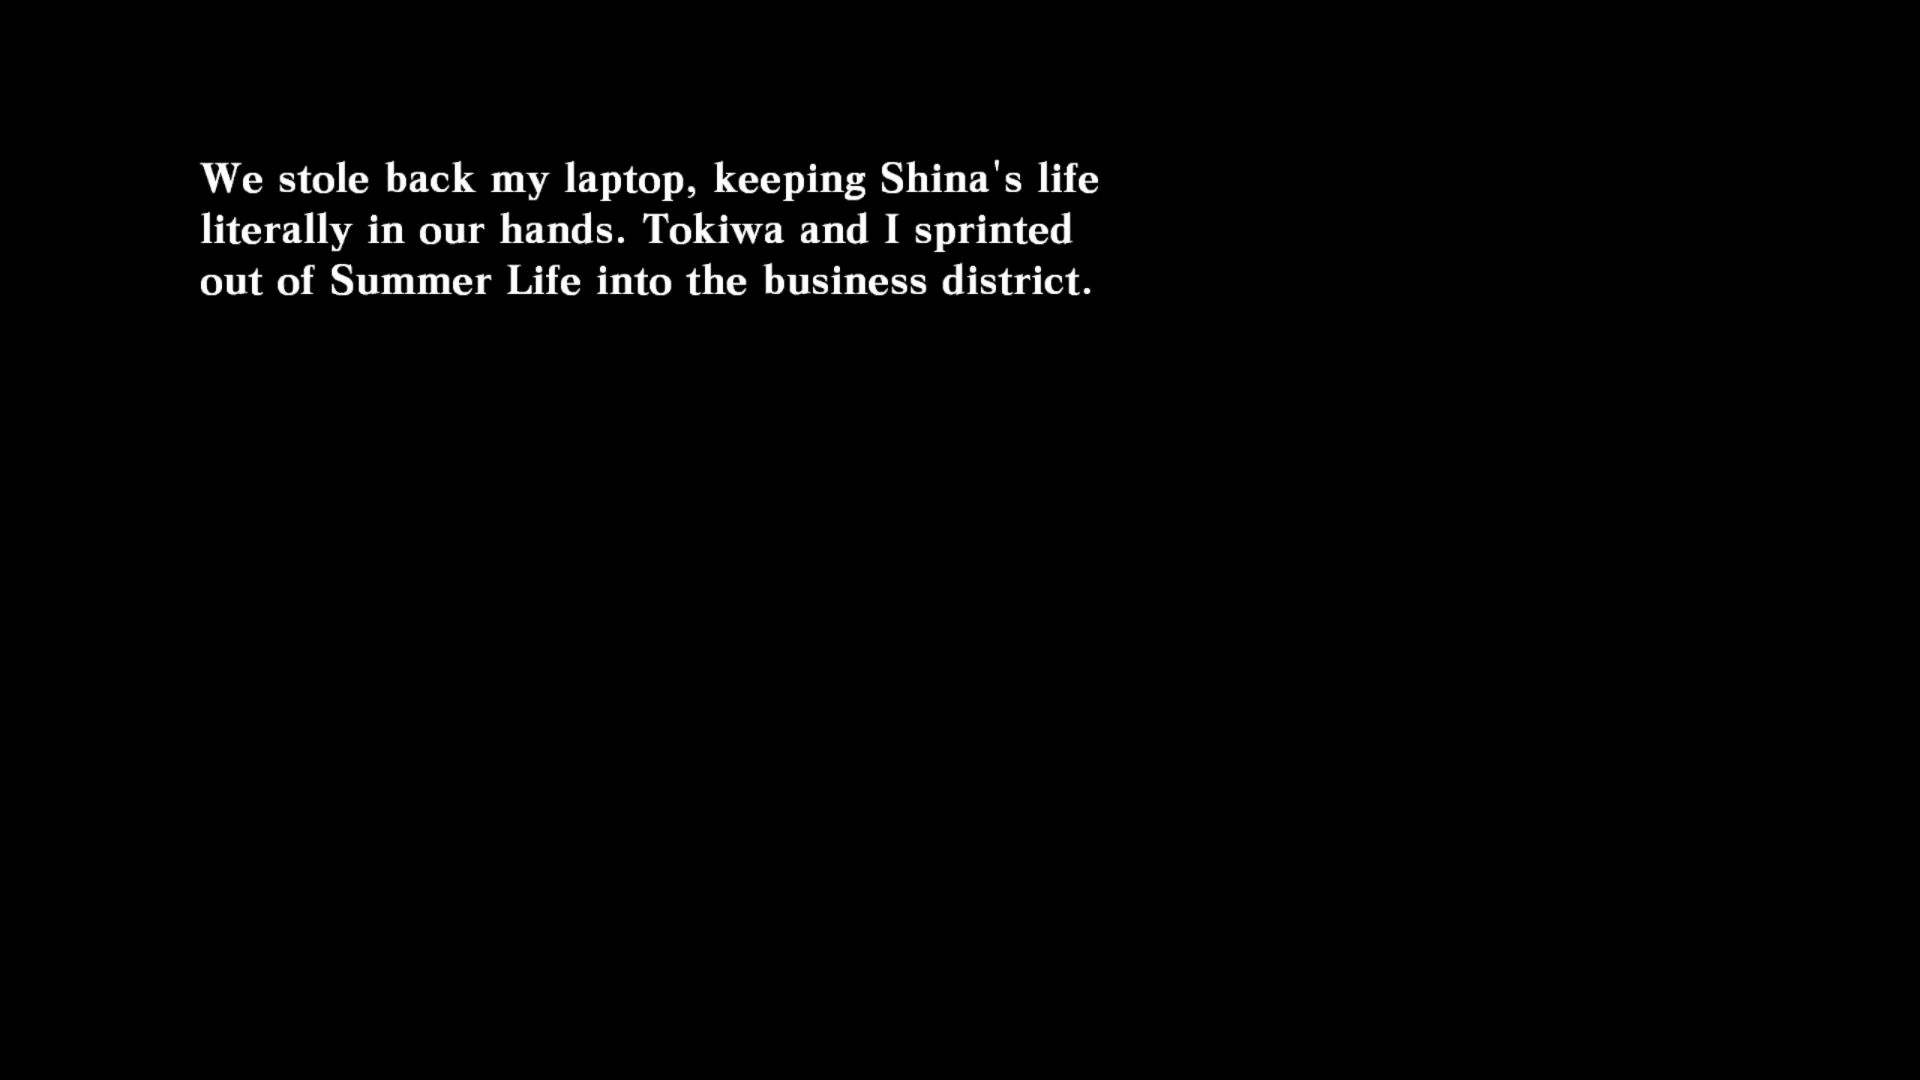 We stole back my laptop, keeping Shina's life
literally in our hands. Tokiwa and I sprinted
out of Summer Life into the business district.